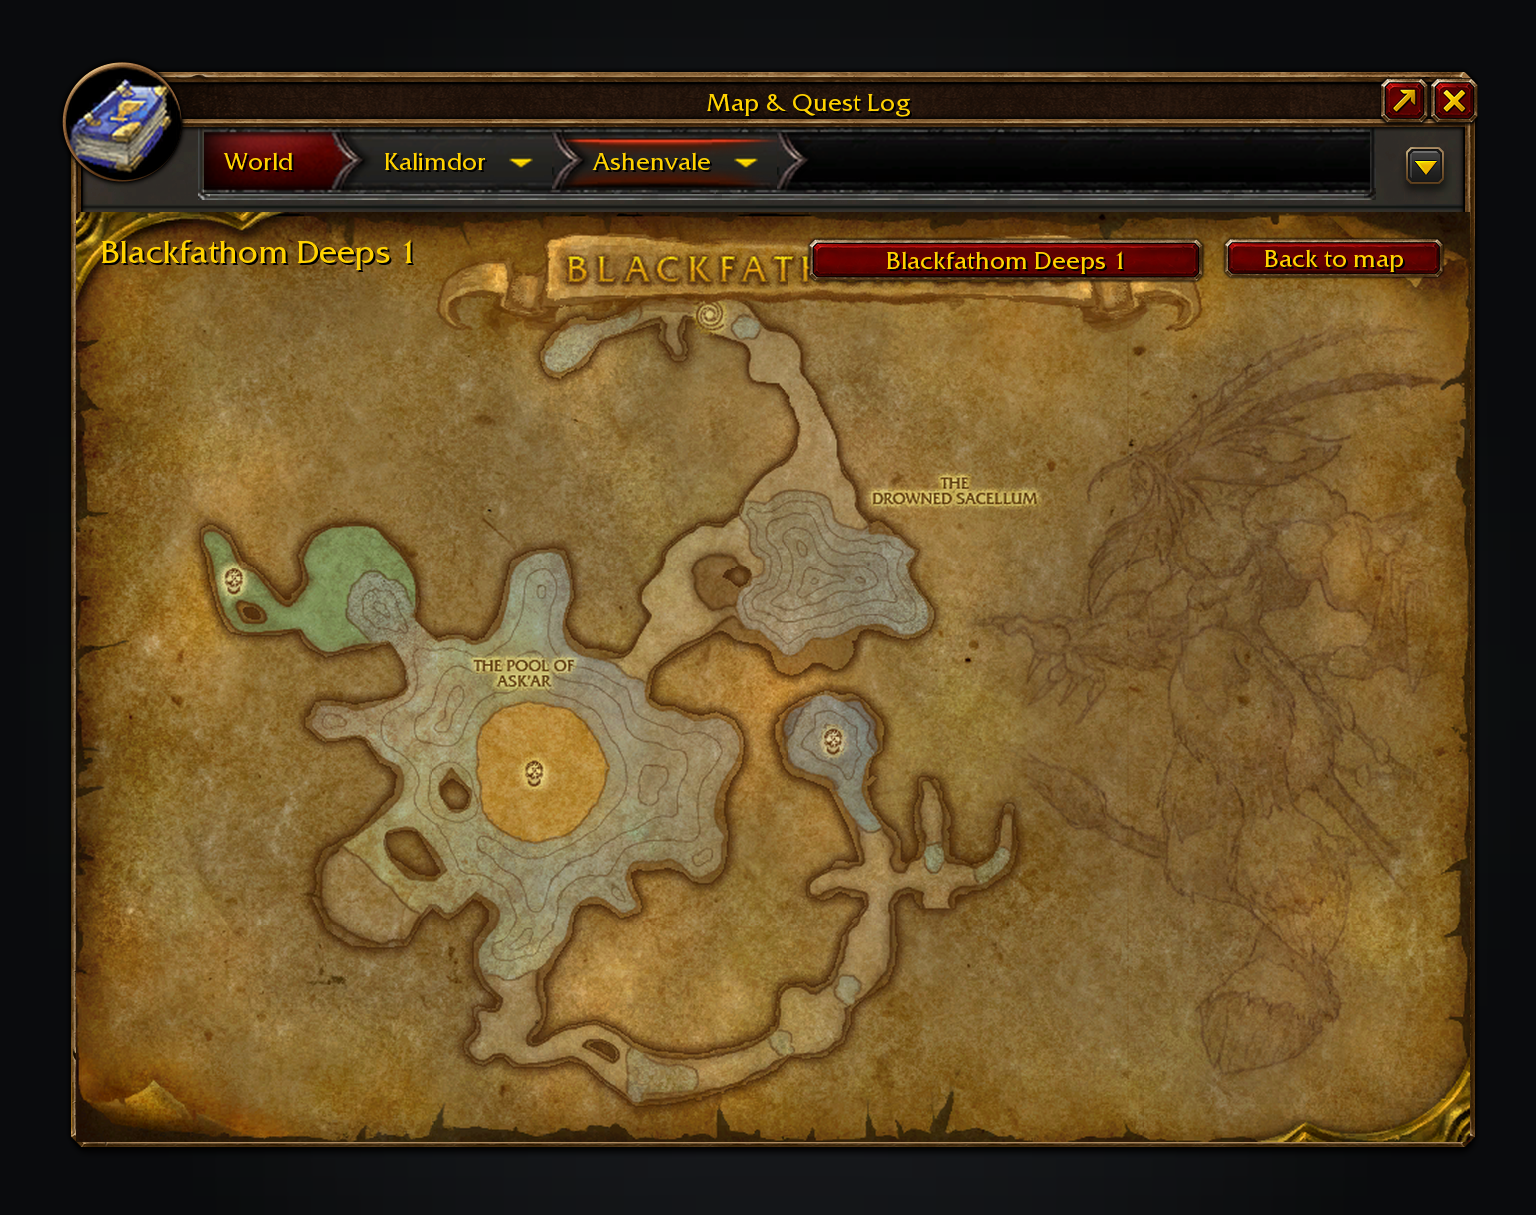 Map & Quest Log
World
Kalimdor
Ashenvale
Blackfathom Deeps 1
BLACKFATH
Blackfathom Deeps 1
Back to map
THE
DROWNED SACELLUM
THE POOL OF
ASK'AR